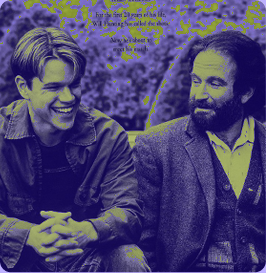 For the first 20 years of his life,
Will Hunting has called the shots.
Now, he's about to
meet his match.